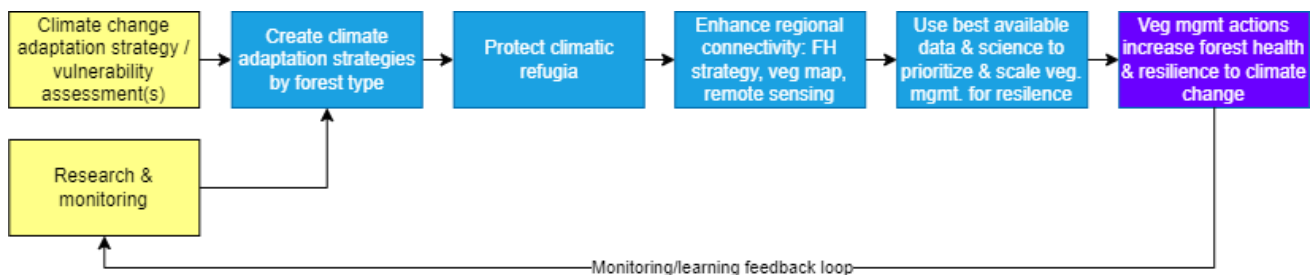 Climate change
adaptation strategy /
vulnerability
assessment(s)
Create climate
adaptation strategies
by forest type
Protect climatic
refugia
Enhance regional
connectivity: FH
strategy, veg map,
remote sensing
Use best available
data & science to
prioritize & scale veg.
mgmt. for resilence
Veg mgmt actions
increase forest health
& resilience to climate
change
Research &
monitoring
Monitoring/learning feedback loop